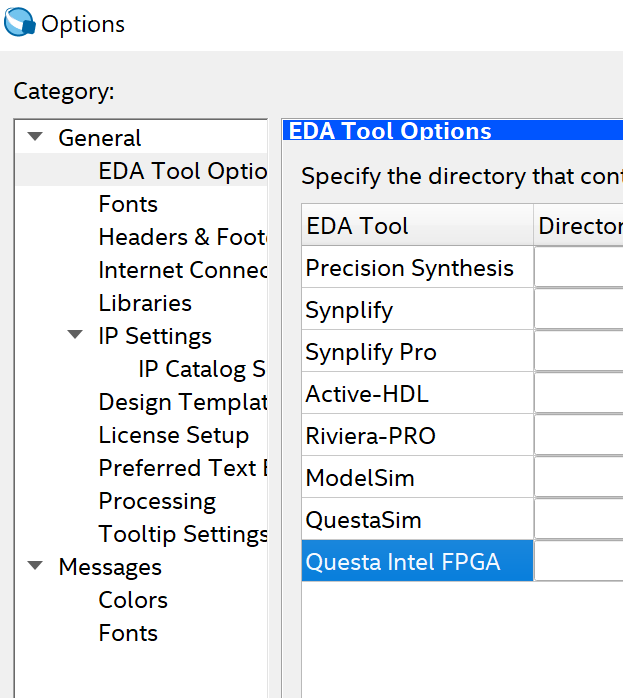 Options
Category:
General
EDA Tool Optio
Fonts
Headers & Foot
Internet Connec
Libraries
IP Settings
IP Catalog S
Design Templat
License Setup
Preferred Text E
Processing
Tooltip Settings
Messages
Colors
Fonts
EDA Tool Options
Specify the directory that cont
EDA Tool Director
Precision Synthesis
Synplify
Synplify Pro
Active-HDL
Riviera-PRO
ModelSim
QuestaSim
Questa Intel FPGA